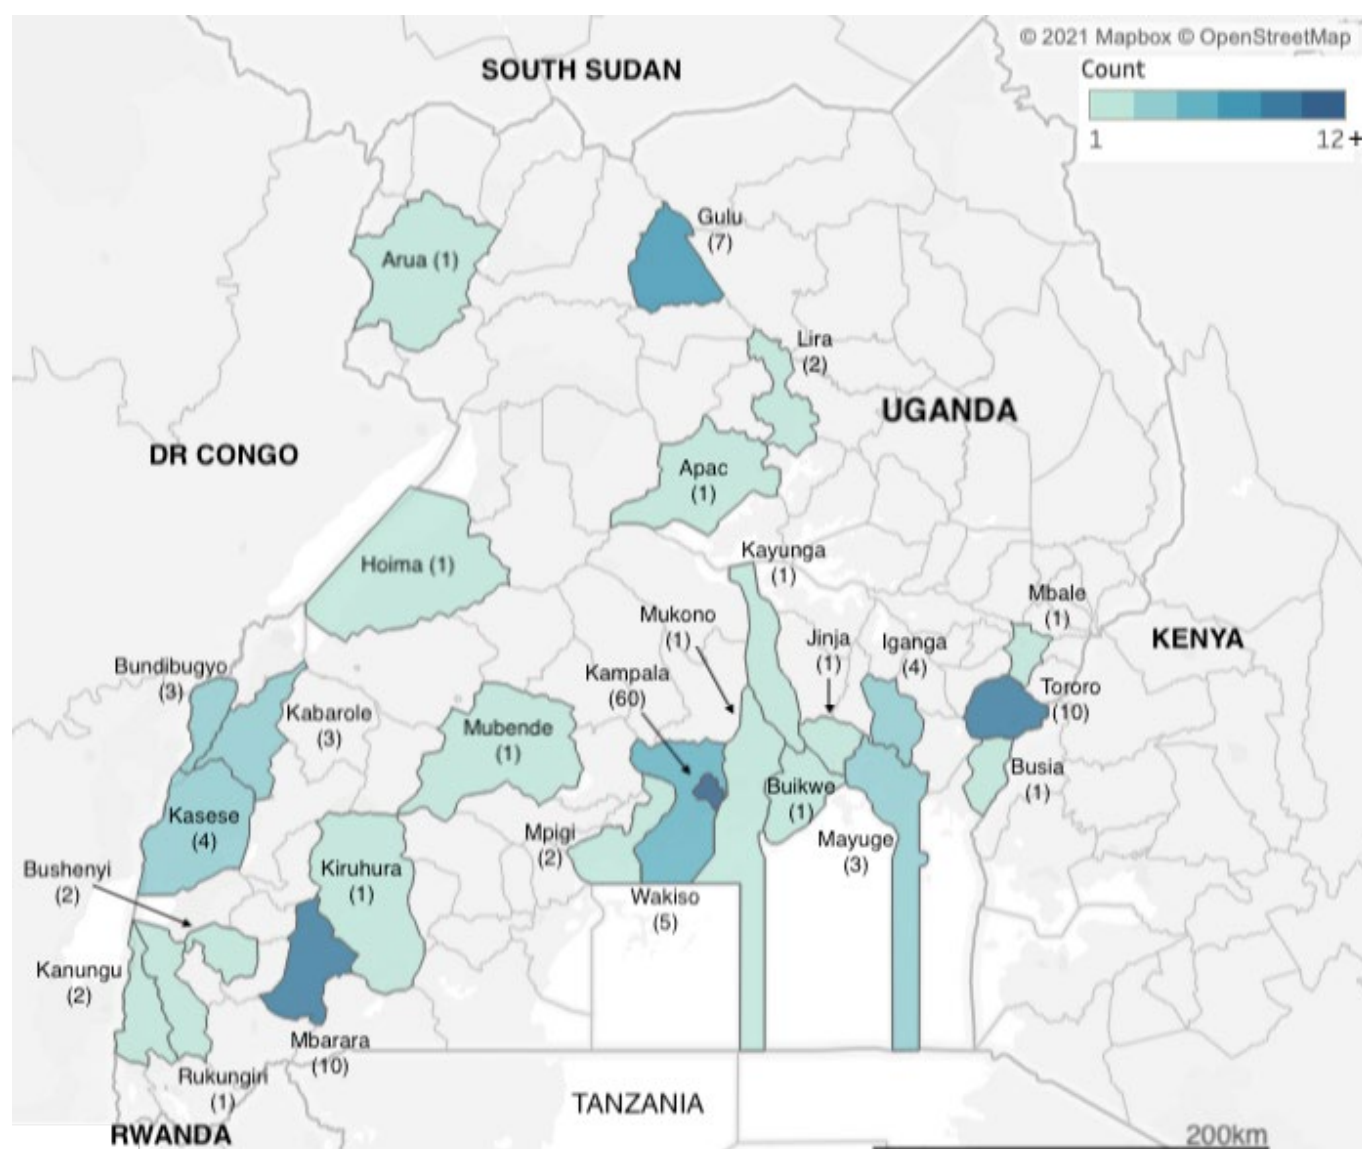 © 2021 Mapbox © OpenStreetMap
Count
1 12 +
SOUTH SUDAN
Gulu
(7)
Arua (1)
Lira
(2)
UGANDA
DR CONGO
Apac
(1)
Kayunga
(1)
Hoima (1)
Mbale
(1)
Mukono
(1)
Jinja
(1)
Iganga
(4)
KENYA
Bundibugyo
(3)
Kampala
(60)
Tororo
(10)
Kabarole
(3)
Mubende
(1)
Busia
(1)
Buikwe
(1)
Kasese
(4)
Mpigi
(2)
Mayuge
(3)
Bushenyi
(2)
Kiruhura
(1)
Wakiso
(5)
Kanungu
(2)
Mbarara
(10)
Rukungiri
(1)
TANZANIA
RWANDA
200km